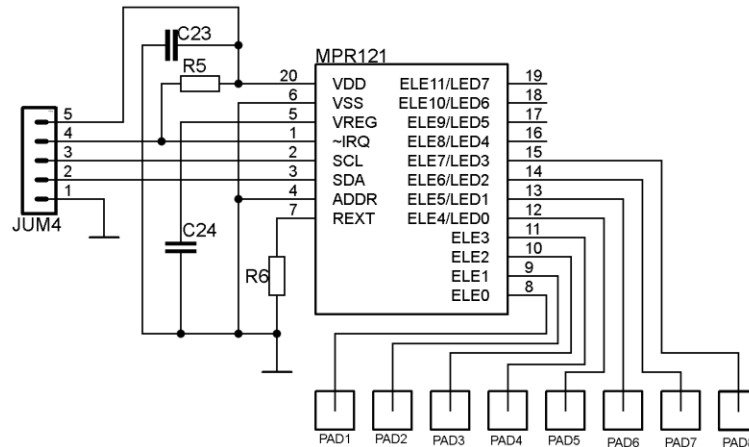 C23
MPR121
R5
20 VDD ELE11/LED7 19
6 VSS ELE10/LED6 18
5 5 VREG ELE9/LED5 17
4 1 ~IRQ ELE8/LED4 16
3 2 SCL ELE7/LED3 15
2 3 SDA ELE6/LED2 14
1 4 ADDR ELE5/LED1 13
7 REXT ELE4/LED0 12
JUM4
C24
ELE3 11
ELE2 10
R6
ELE1 9
ELE0 8
PAD1 PAD2 PAD3 PAD4 PAD5 PAD6 PAD7